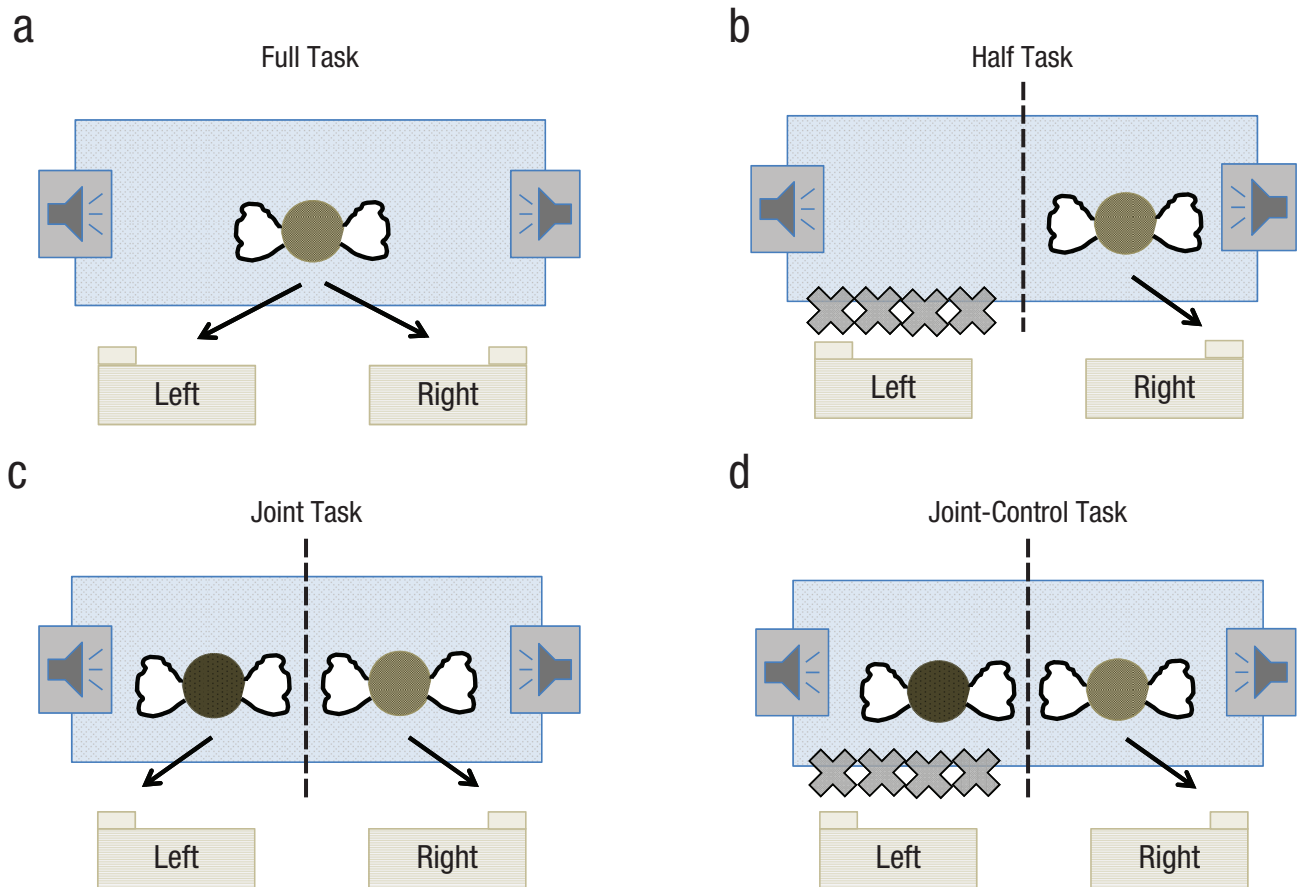 a
Full Task
Left
Right
b
Half Task
Left
Right
c
Joint Task
Left
Right
d
Joint-Control Task
Left
Right